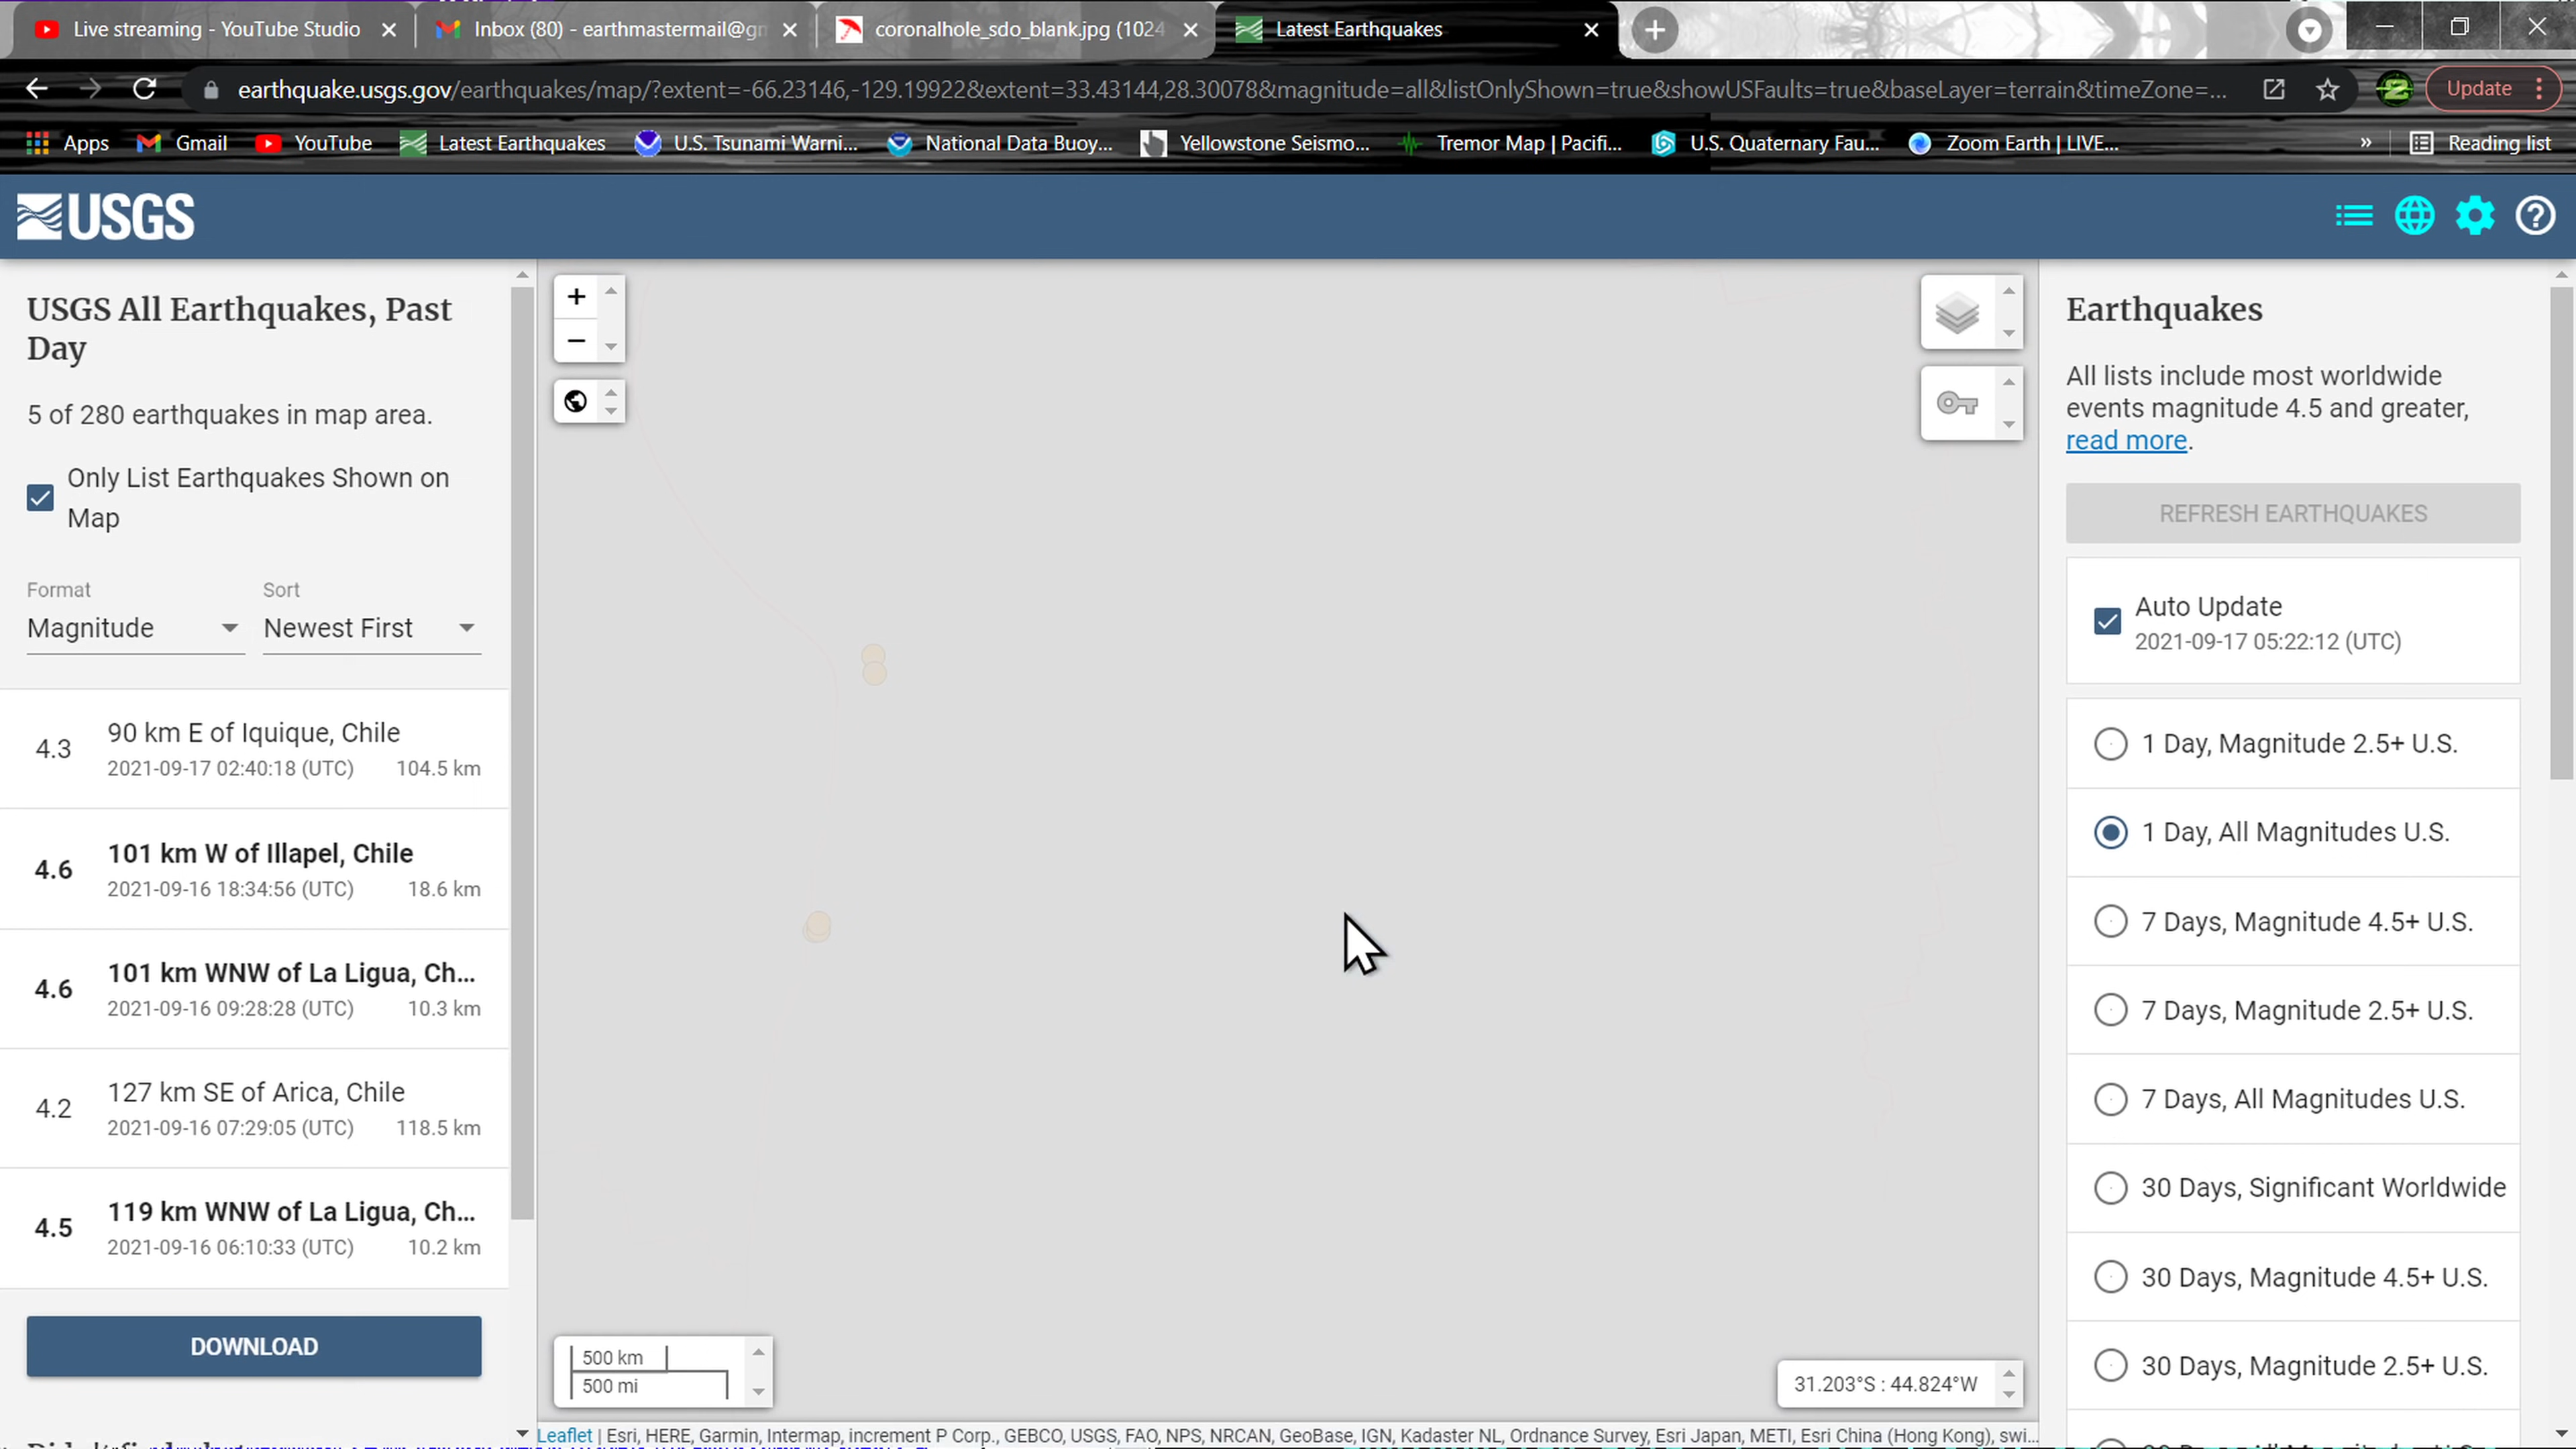 Live streaming - YouTube Studio
Inbox (80) - earthmastermail@gm
coronalhole_sdo_blank.jpg (1024
Latest Earthquakes
earthquake.usgs.gov/earthquakes/map/?extent=-66.23146,-129.19922&extent=33.43144,28.30078&magnitude=all&listOnlyShown=true&showUSFaults=true&baseLayer=terrain&timeZone=...
Update
Apps
Gmail
YouTube
Latest Earthquakes
U.S. Tsunami Warni...
National Data Buoy...
Yellowstone Seismo...
Tremor Map | Pacifi...
U.S. Quaternary Fau...
Zoom Earth | LIVE...
»
Reading list
USGS
USGS All Earthquakes, Past
Day
5 of 280 earthquakes in map area.
Only List Earthquakes Shown on
Map
Format
Sort
Magnitude
Newest First
4.3
90 km E of Iquique, Chile
2021-09-17 02:40:18 (UTC) 104.5 km
4.6
101 km W of Illapel, Chile
2021-09-16 18:34:56 (UTC) 18.6 km
4.6
101 km WNW of La Ligua, Ch...
2021-09-16 09:28:28 (UTC) 10.3 km
4.2
127 km SE of Arica, Chile
2021-09-16 07:29:05 (UTC) 118.5 km
4.5
119 km WNW of La Ligua, Ch...
2021-09-16 06:10:33 (UTC) 10.2 km
DOWNLOAD
+
−
500 km
500 mi
31.203°S : 44.824°W
Leaflet | Esri, HERE, Garmin, Intermap, increment P Corp., GEBCO, USGS, FAO, NPS, NRCAN, GeoBase, IGN, Kadaster NL, Ordnance Survey, Esri Japan, METI, Esri China (Hong Kong), swi...
Earthquakes
All lists include most worldwide
events magnitude 4.5 and greater,
read more.
REFRESH EARTHQUAKES
Auto Update
2021-09-17 05:22:12 (UTC)
1 Day, Magnitude 2.5+ U.S.
1 Day, All Magnitudes U.S.
7 Days, Magnitude 4.5+ U.S.
7 Days, Magnitude 2.5+ U.S.
7 Days, All Magnitudes U.S.
30 Days, Significant Worldwide
30 Days, Magnitude 4.5+ U.S.
30 Days, Magnitude 2.5+ U.S.